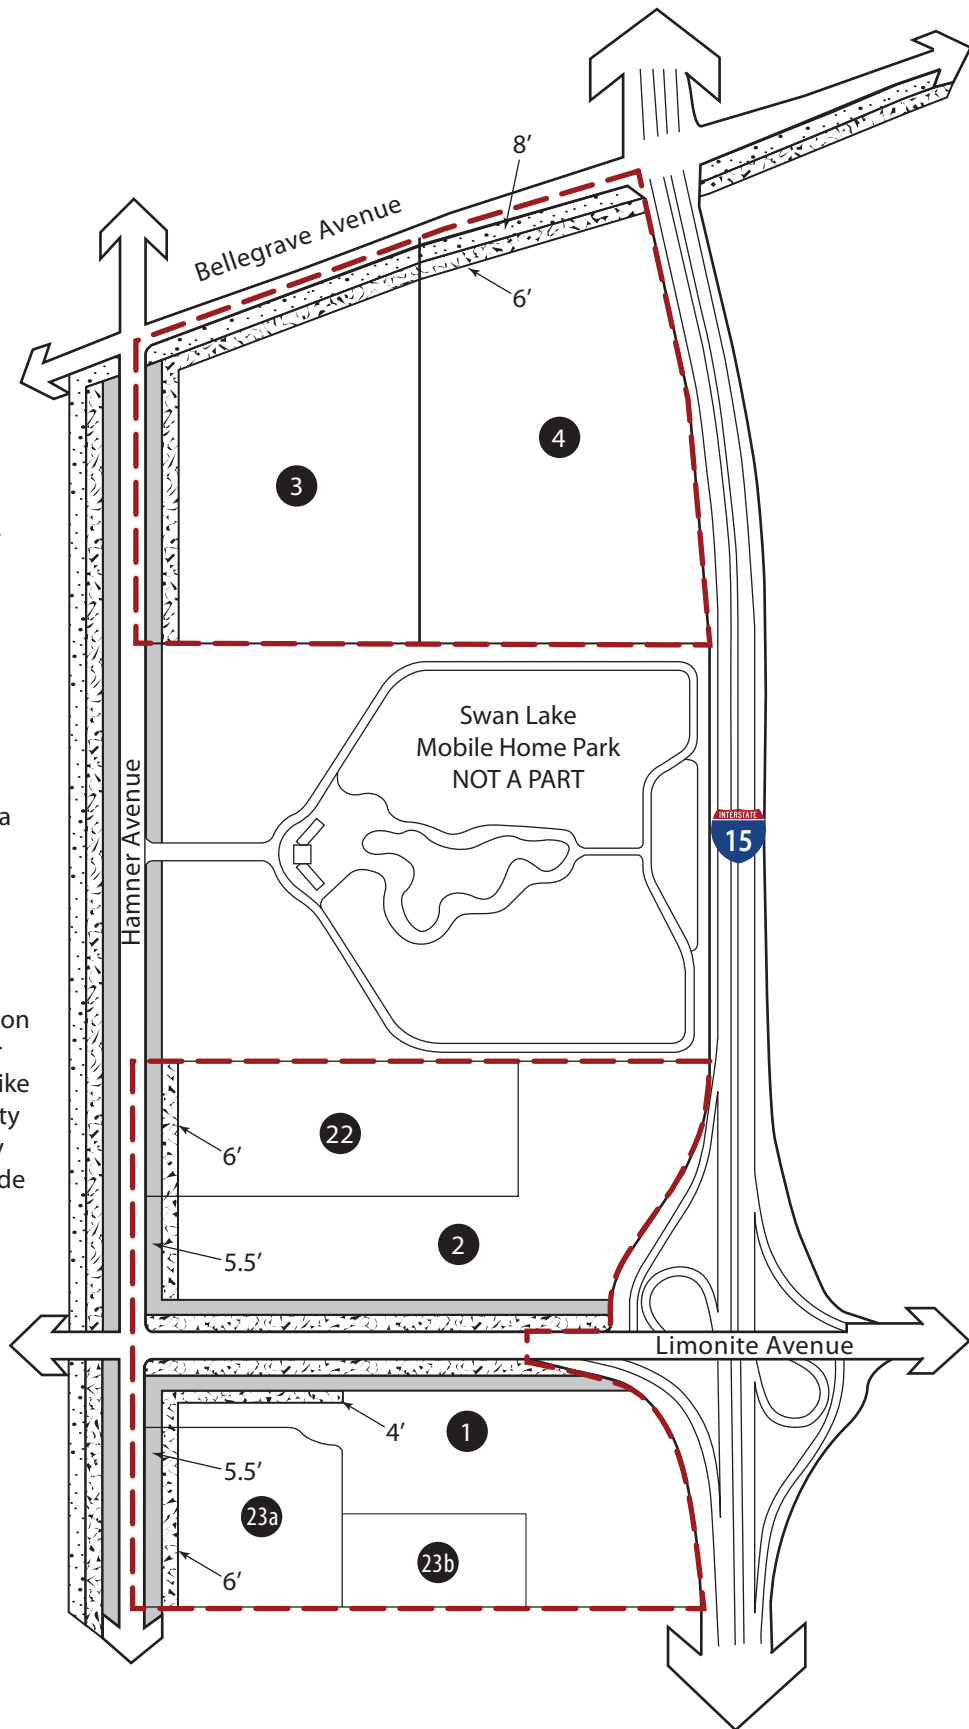 8’
Bellegrave Avenue
6’
4
3
Swan Lake
Mobile Home Park
NOT A PART
Hamner Avenue
a
INTERSTATE
15
on
ike
ty
y
de
22
6’
2
5.5’
Limonite Avenue
4’
1
5.5’
23a
23b
6’